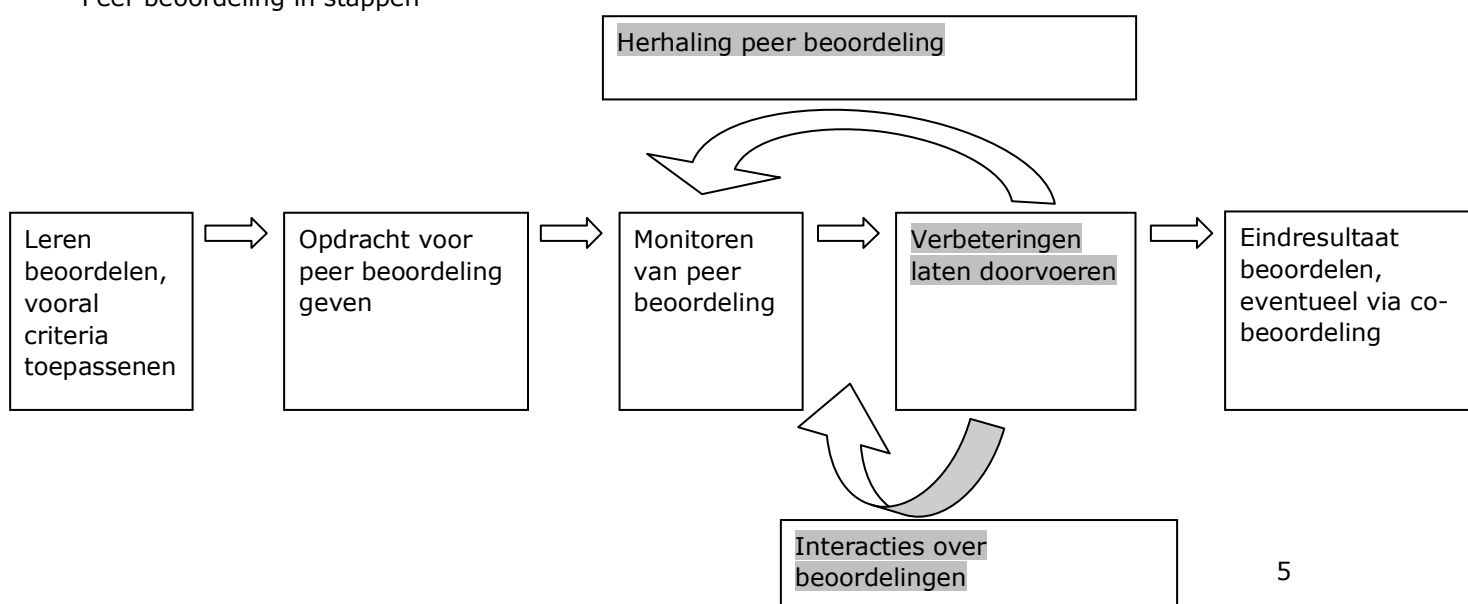 Peer beoordeling in stappen
Herhaling peer beoordeling
Leren
beoordelen,
vooral
criteria
toepassenen
Opdracht voor
peer beoordeling
geven
Monitoren
van peer
beoordeling
Verbeteringen
laten doorvoeren
Eindresultaat
beoordelen,
eventueel via co-
beoordeling
Interacties over
beoordelingen
5